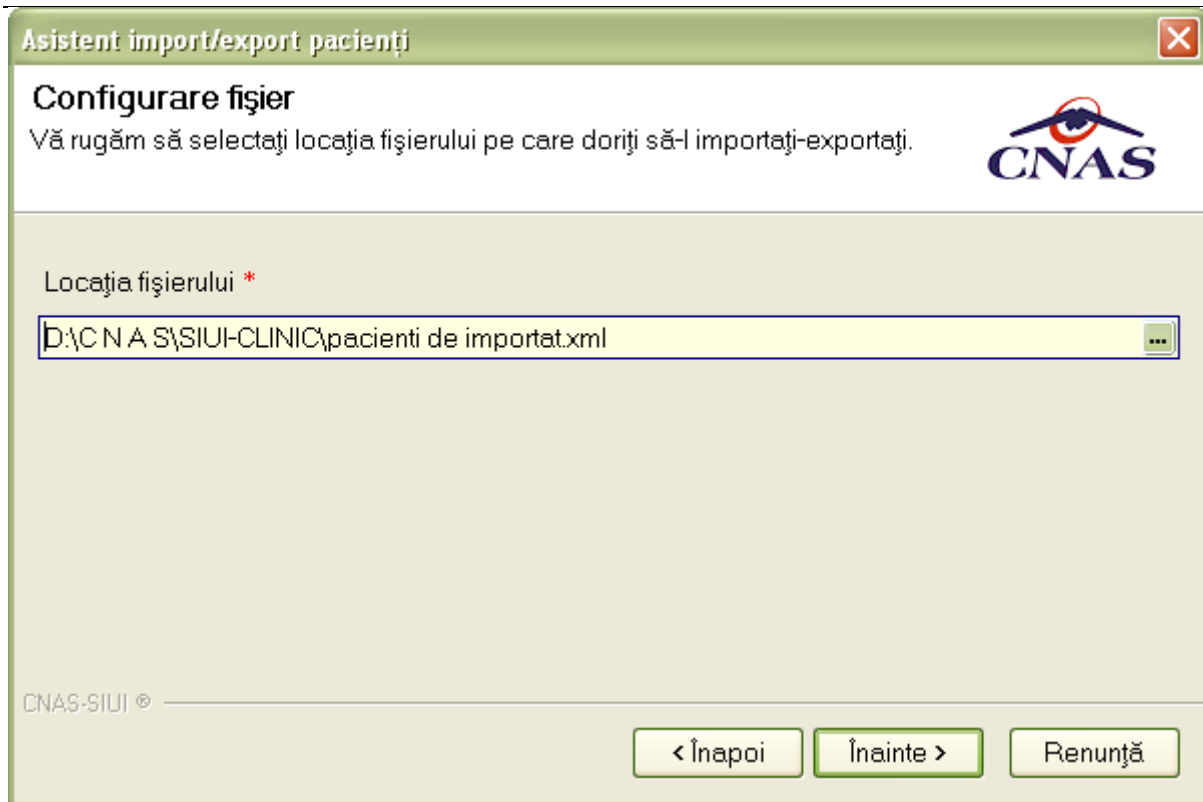 Asistent import/export pacienţi
Configurare fişier
Vă rugăm să selectaţi locaţia fişierului pe care doriţi să-l importaţi-exportaţi.
CNAS
Locaţia fişierului *
D:\C N A S\SIUI-CLINIC\pacienti de importat.xml
...
CNAS-SIUI ®
< Înapoi
Înainte >
Renunţă